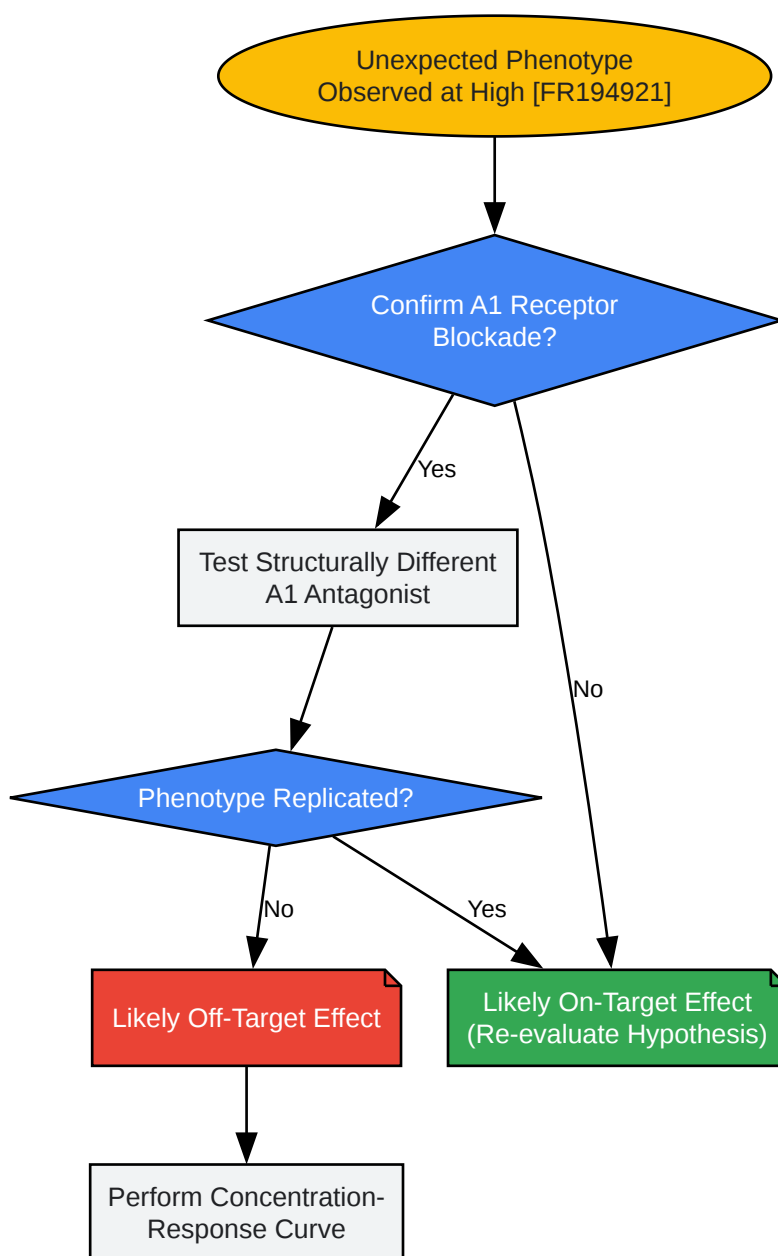 Unexpected Phenotype
Observed at High [FR194921]
Confirm A1 Receptor
Blockade?
Yes
Test Structurally Different
A1 Antagonist
No
Phenotype Replicated?
No
Yes
Likely Off-Target Effect
Likely On-Target Effect
(Re-evaluate Hypothesis)
Perform Concentration-
Response Curve